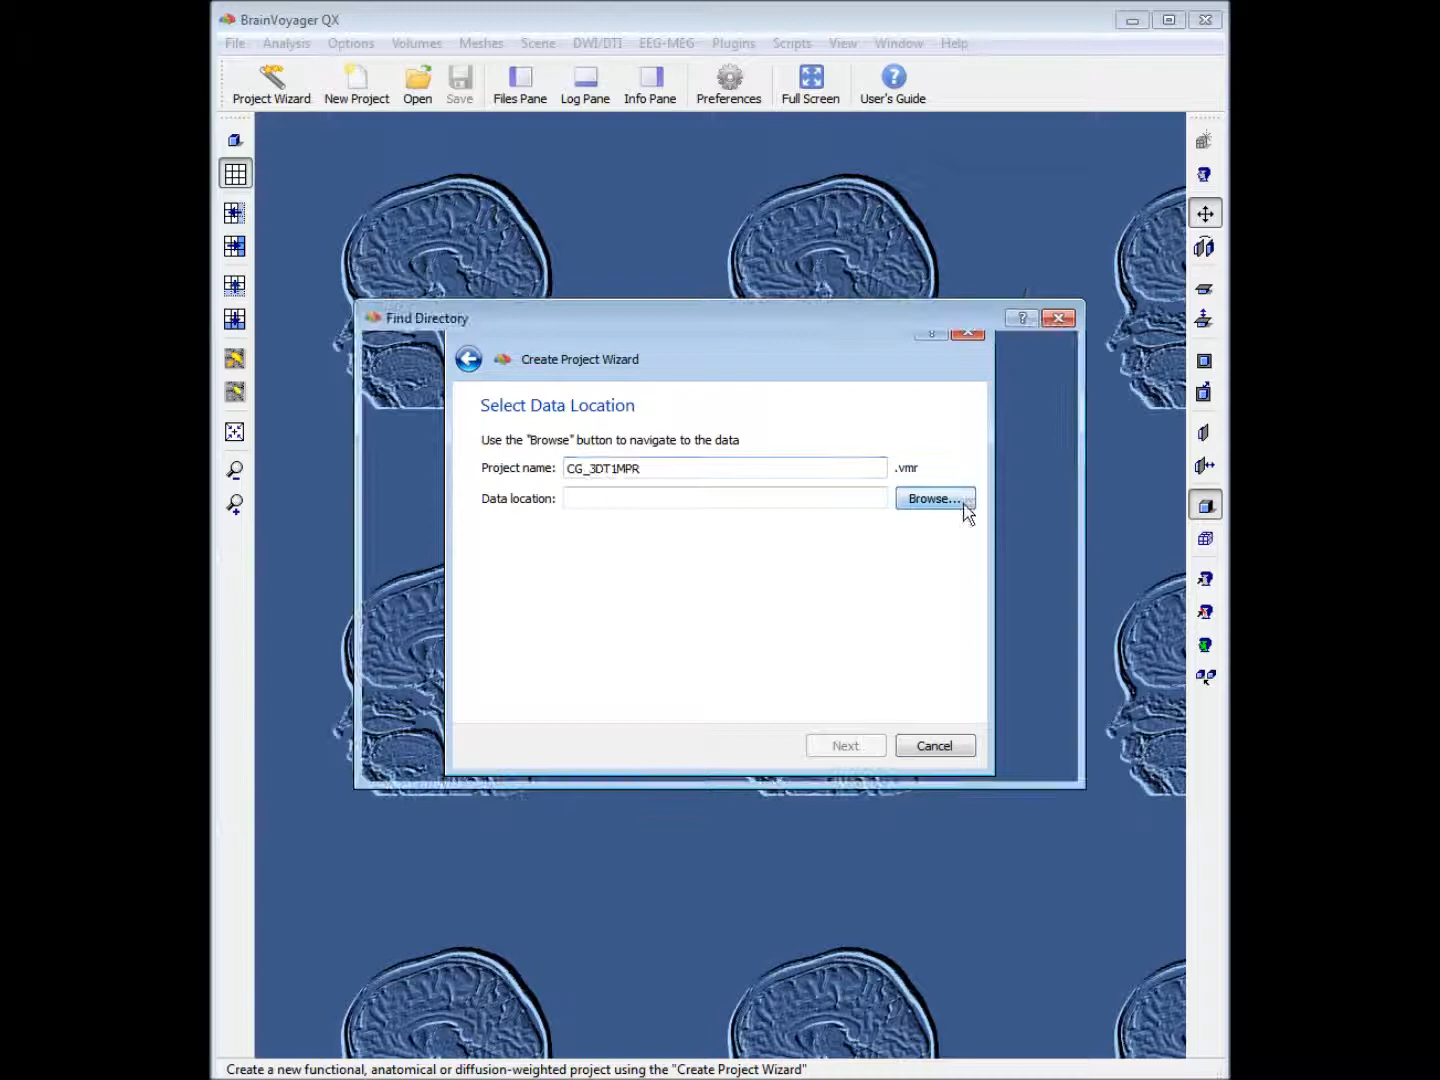 BrainVoyager QX
File Analysis Options Volumes Meshes Scene DWI/DTI EEG-MEG Plugins Scripts View Window Help
Project Wizard New Project Open Save Files Pane Log Pane Info Pane Preferences Full Screen User's Guide
Find Directory
Create Project Wizard
Select Data Location
Use the "Browse" button to navigate to the data
Project name: CG_3DT1MPR .vmr
Data location: Browse...
Next Cancel
Create a new functional, anatomical or diffusion-weighted project using the "Create Project Wizard"